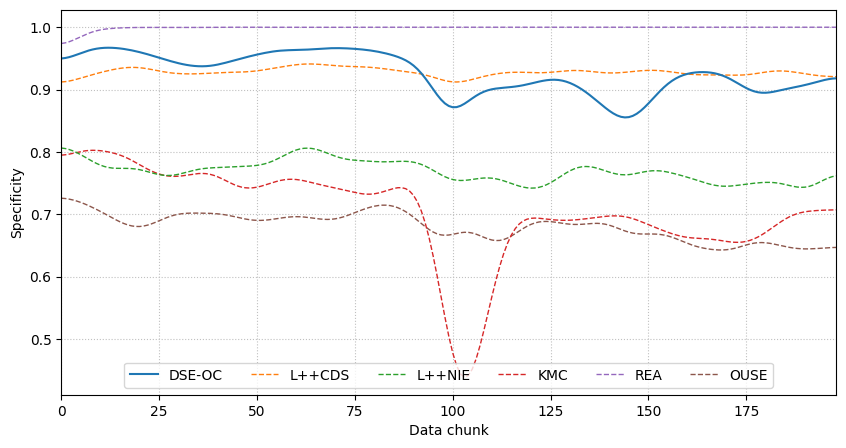 1.0
0.9
0.8
0.7
0.6
0.5
Specificity
0 25 50 75 100 125 150 175
Data chunk
DSE-OC L++CDS L++NIE KMC REA OUSE